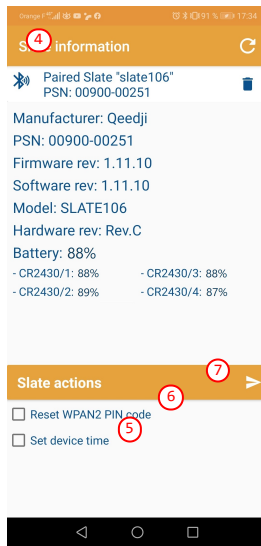 Orange F 91 % 17:34
4
Slate information
Paired Slate "slate106"
PSN: 00900-00251
Manufacturer: Qeedji
PSN: 00900-00251
Firmware rev: 1.11.10
Software rev: 1.11.10
Model: SLATE106
Hardware rev: Rev.C
Battery: 88%
- CR2430/1: 88% - CR2430/3: 88%
- CR2430/2: 89% - CR2430/4: 87%
7
Slate actions
6
Reset WPAN2 PIN code
5
Set device time